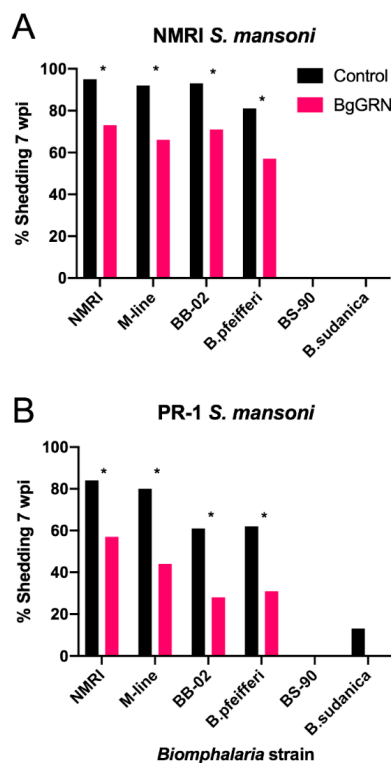 A
NMRI S. mansoni
% Shedding 7 wpi
100
80
60
40
20
0
* * * *
Control
BgGRN
NMRI
M-line
BB-02
B.pfeifferi
BS-90
B.sudanica
B
PR-1 S. mansoni
% Shedding 7 wpi
100
80
60
40
20
0
* * * *
NMRI
M-line
BB-02
B.pfeifferi
BS-90
B.sudanica
Biomphalaria strain